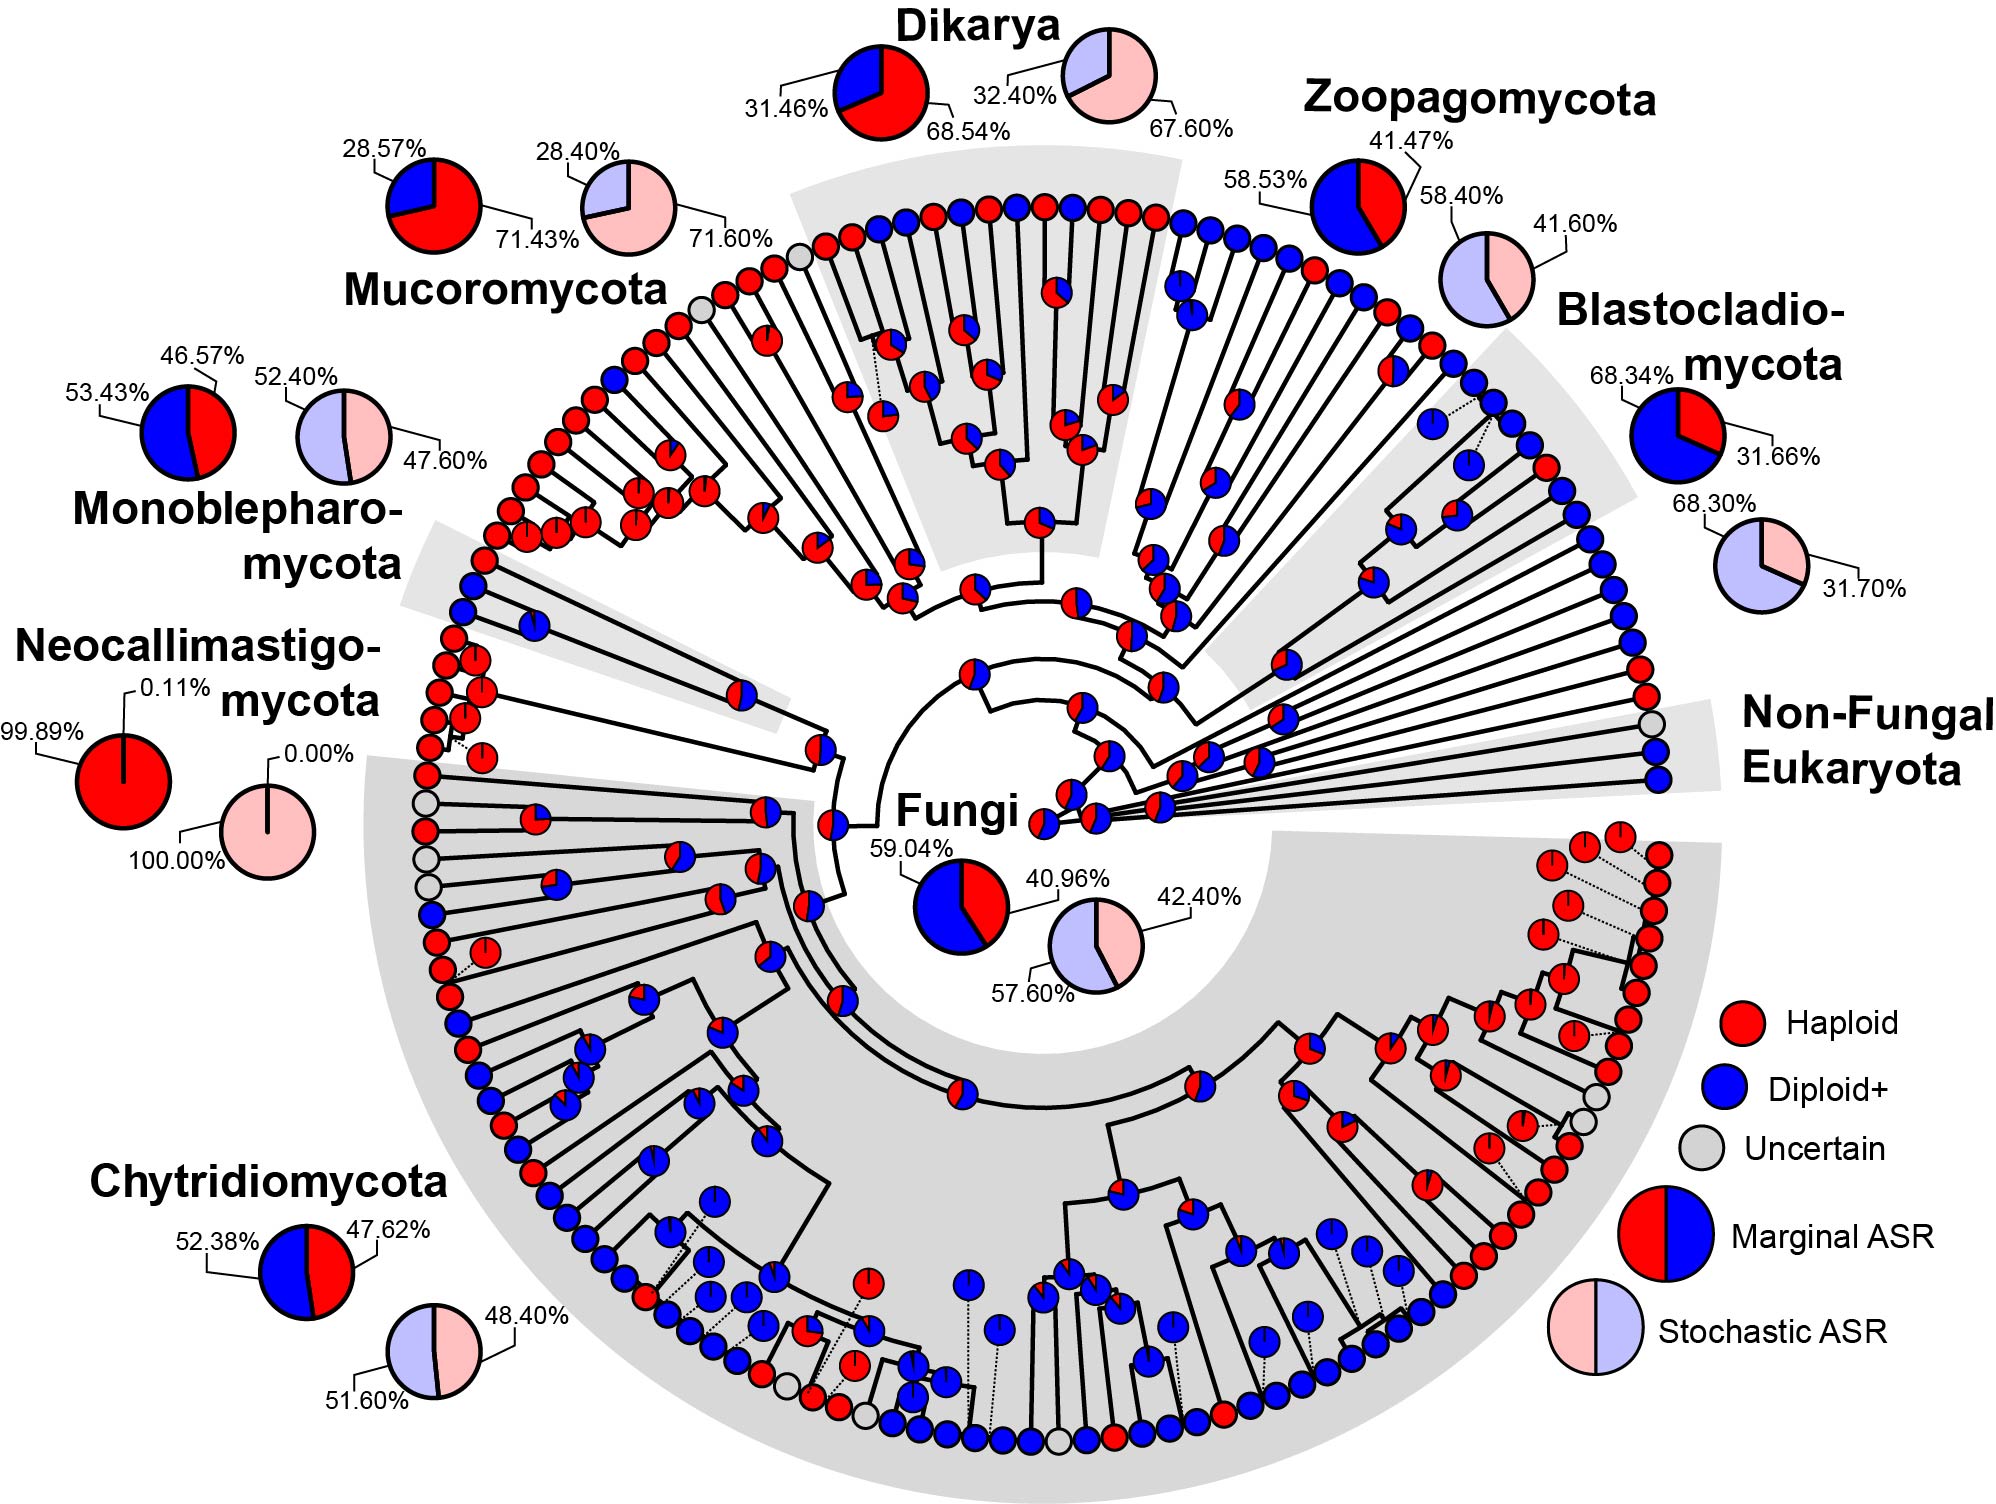 Dikarya
31.46%
68.54%
32.40%
67.60%
Zoopagomycota
41.47%
58.53%
58.40%
41.60%
28.57%
71.43%
28.40%
71.60%
Mucoromycota
Blastocladio-
mycota
68.34%
31.66%
68.30%
31.70%
46.57%
53.43%
52.40%
47.60%
Monoblepharo-
mycota
Neocallimastigo-
mycota
0.11%
99.89%
0.00%
100.00%
Non-Fungal
Eukaryota
Fungi
59.04%
40.96%
42.40%
57.60%
Chytridiomycota
52.38%
47.62%
48.40%
51.60%
Haploid
Diploid+
Uncertain
Marginal ASR
Stochastic ASR